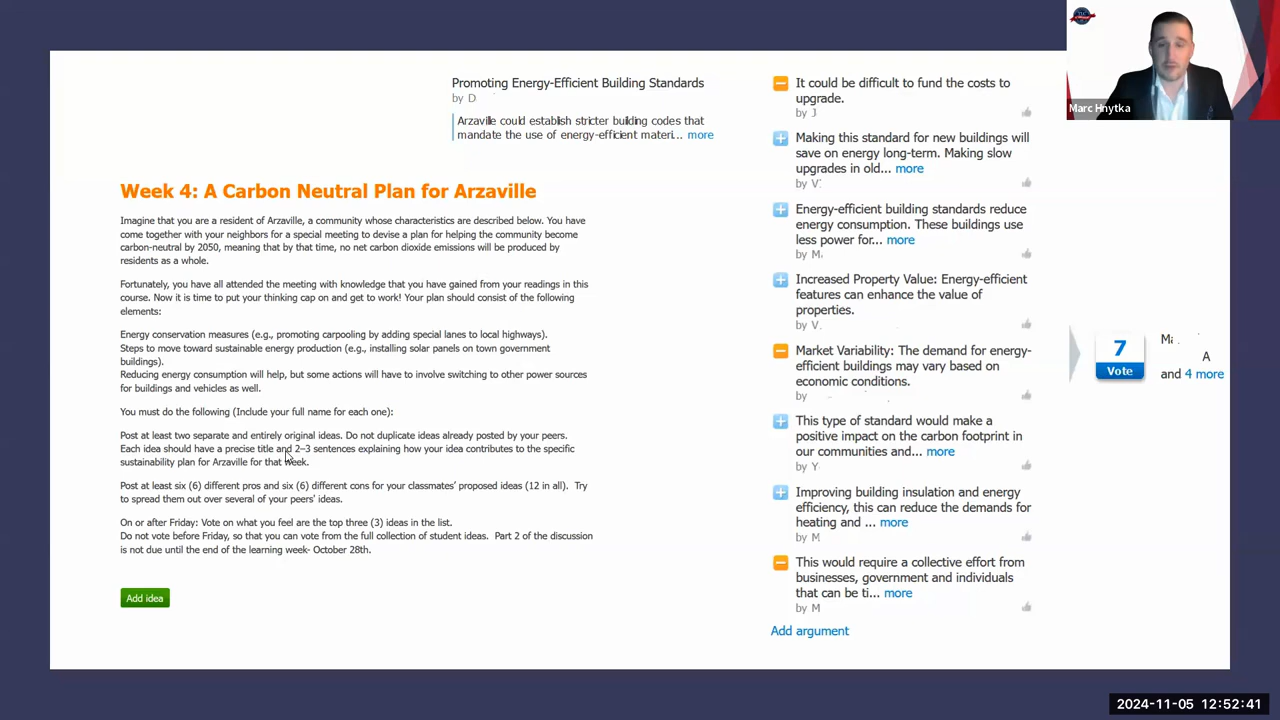 Promoting Energy-Efficient Building Standards
by D
Arzaville could establish stricter building codes that
mandate the use of energy-efficient materi... more
Week 4: A Carbon Neutral Plan for Arzaville
Imagine that you are a resident of Arzaville, a community whose characteristics are described below. You have
come together with your neighbors for a special meeting to devise a plan for helping the community become
carbon-neutral by 2050, meaning that by that time, no net carbon dioxide emissions will be produced by
residents as a whole.
Fortunately, you have all attended the meeting with knowledge that you have gained from your readings in this
course. Now it is time to put your thinking cap on and get to work! Your plan should consist of the following
elements:
Energy conservation measures (e.g., promoting carpooling by adding special lanes to local highways).
Steps to move toward sustainable energy production (e.g., installing solar panels on town government
buildings).
Reducing energy consumption will help, but some actions will have to involve switching to other power sources
for buildings and vehicles as well.
You must do the following (Include your full name for each one):
Post at least two separate and entirely original ideas. Do not duplicate ideas already posted by your peers.
Each idea should have a precise title and 2–3 sentences explaining how your idea contributes to the specific
sustainability plan for Arzaville for that week.
Post at least six (6) different pros and six (6) different cons for your classmates' proposed ideas (12 in all). Try
to spread them out over several of your peers' ideas.
On or after Friday: Vote on what you feel are the top three (3) ideas in the list.
Do not vote before Friday, so that you can vote from the full collection of student ideas. Part 2 of the discussion
is not due until the end of the learning week- October 28th.
Add idea
It could be difficult to fund the costs to
upgrade.
by J
Making this standard for new buildings will
save on energy long-term. Making slow
upgrades in old... more
by V
Energy-efficient building standards reduce
energy consumption. These buildings use
less power for... more
by M
Increased Property Value: Energy-efficient
features can enhance the value of
properties.
by V
Market Variability: The demand for energy-
efficient buildings may vary based on
economic conditions.
by
This type of standard would make a
positive impact on the carbon footprint in
our communities and... more
by Y
Improving building insulation and energy
efficiency, this can reduce the demands for
heating and ... more
by M
This would require a collective effort from
businesses, government and individuals
that can be ti... more
by M
Add argument
7
Vote
Ma
A
and 4 more
Marc Hnytka
2024-11-05 12:52:41